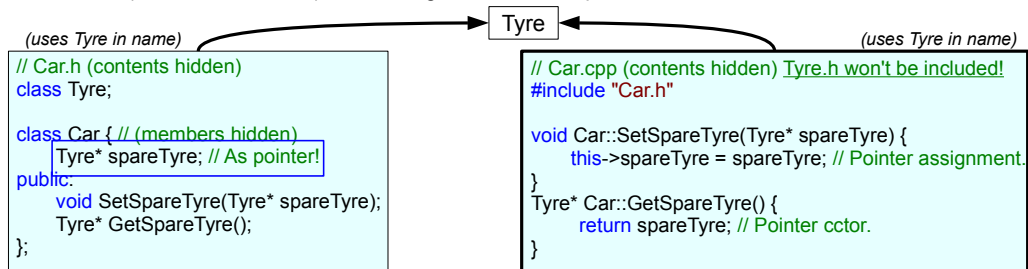 Tyre
(uses Tyre in name)
// Car.h (contents hidden)
class Tyre;
class Car { // (members hidden)
Tyre* spareTyre; // As pointer!
public:
void SetSpareTyre(Tyre* spareTyre);
Tyre* GetSpareTyre();
};
(uses Tyre in name)
// Car.cpp (contents hidden) Tyre.h won't be included!
#include "Car.h"
void Car::SetSpareTyre(Tyre* spareTyre) {
this->spareTyre = spareTyre; // Pointer assignment.
}
Tyre* Car::GetSpareTyre() {
return spareTyre; // Pointer cctor.
}